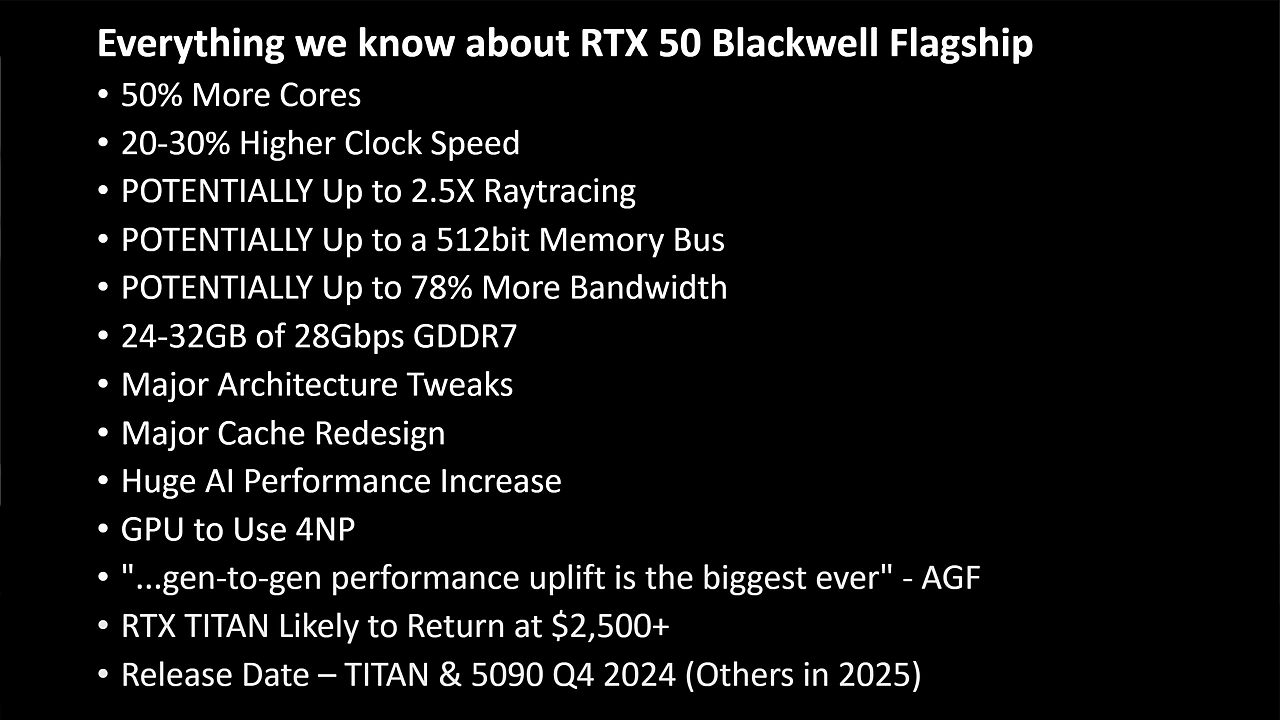 Everything we know about RTX 50 Blackwell Flagship
• 50% More Cores
• 20-30% Higher Clock Speed
• POTENTIALLY Up to 2.5X Raytracing
• POTENTIALLY Up to a 512bit Memory Bus
• POTENTIALLY Up to 78% More Bandwidth
• 24-32GB of 28Gbps GDDR7
• Major Architecture Tweaks
• Major Cache Redesign
• Huge AI Performance Increase
• GPU to Use 4NP
• "...gen-to-gen performance uplift is the biggest ever" - AGF
• RTX TITAN Likely to Return at $2,500+
• Release Date – TITAN & 5090 Q4 2024 (Others in 2025)